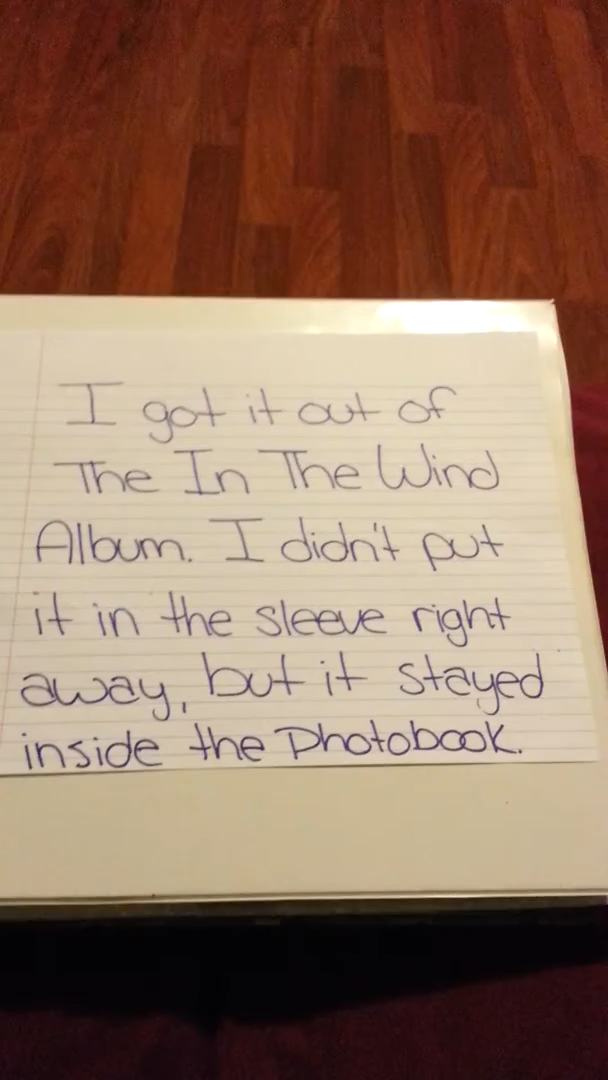 I got it out of
The In The Wind
Album. I didn't put
it in the sleeve right
away, but it stayed
inside the Photobook.